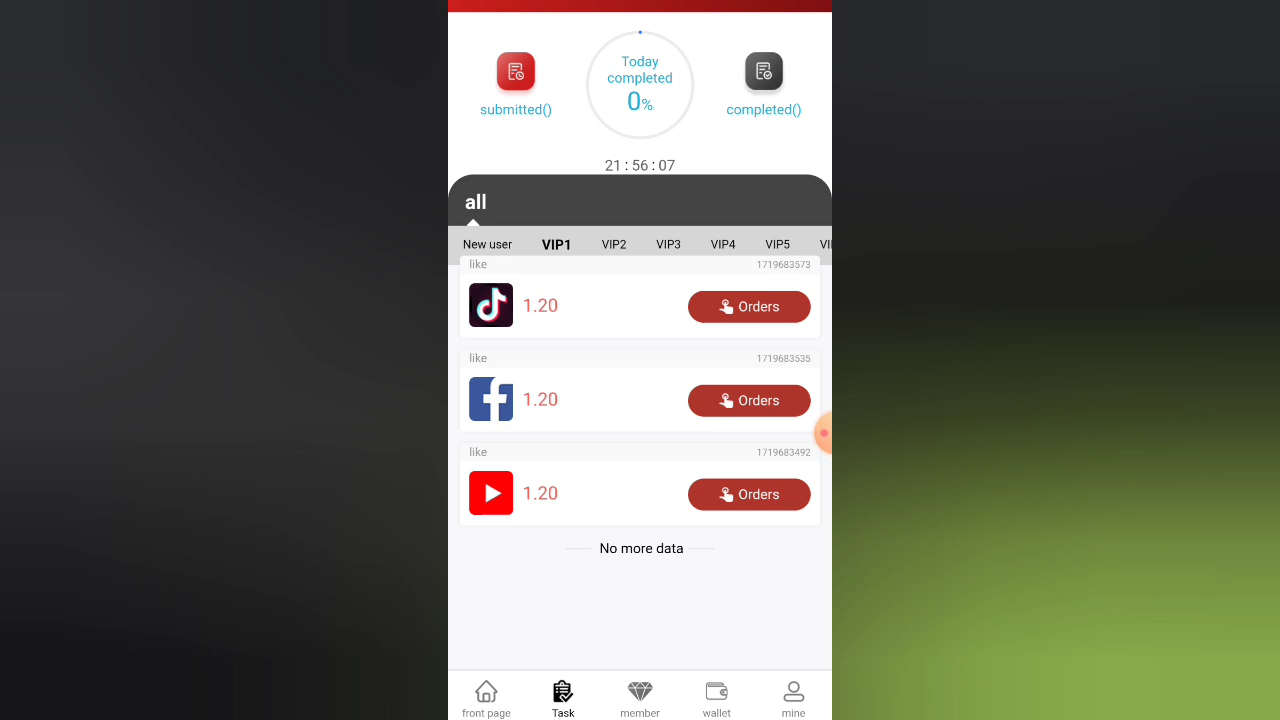 Today
completed
0%
submitted()
completed()
21 : 56 : 07
all
New user VIP1 VIP2 VIP3 VIP4 VIP5 VI
like 1719683573
1.20 Orders
like 1719683535
1.20 Orders
like 1719683492
1.20 Orders
No more data
front page Task member wallet mine